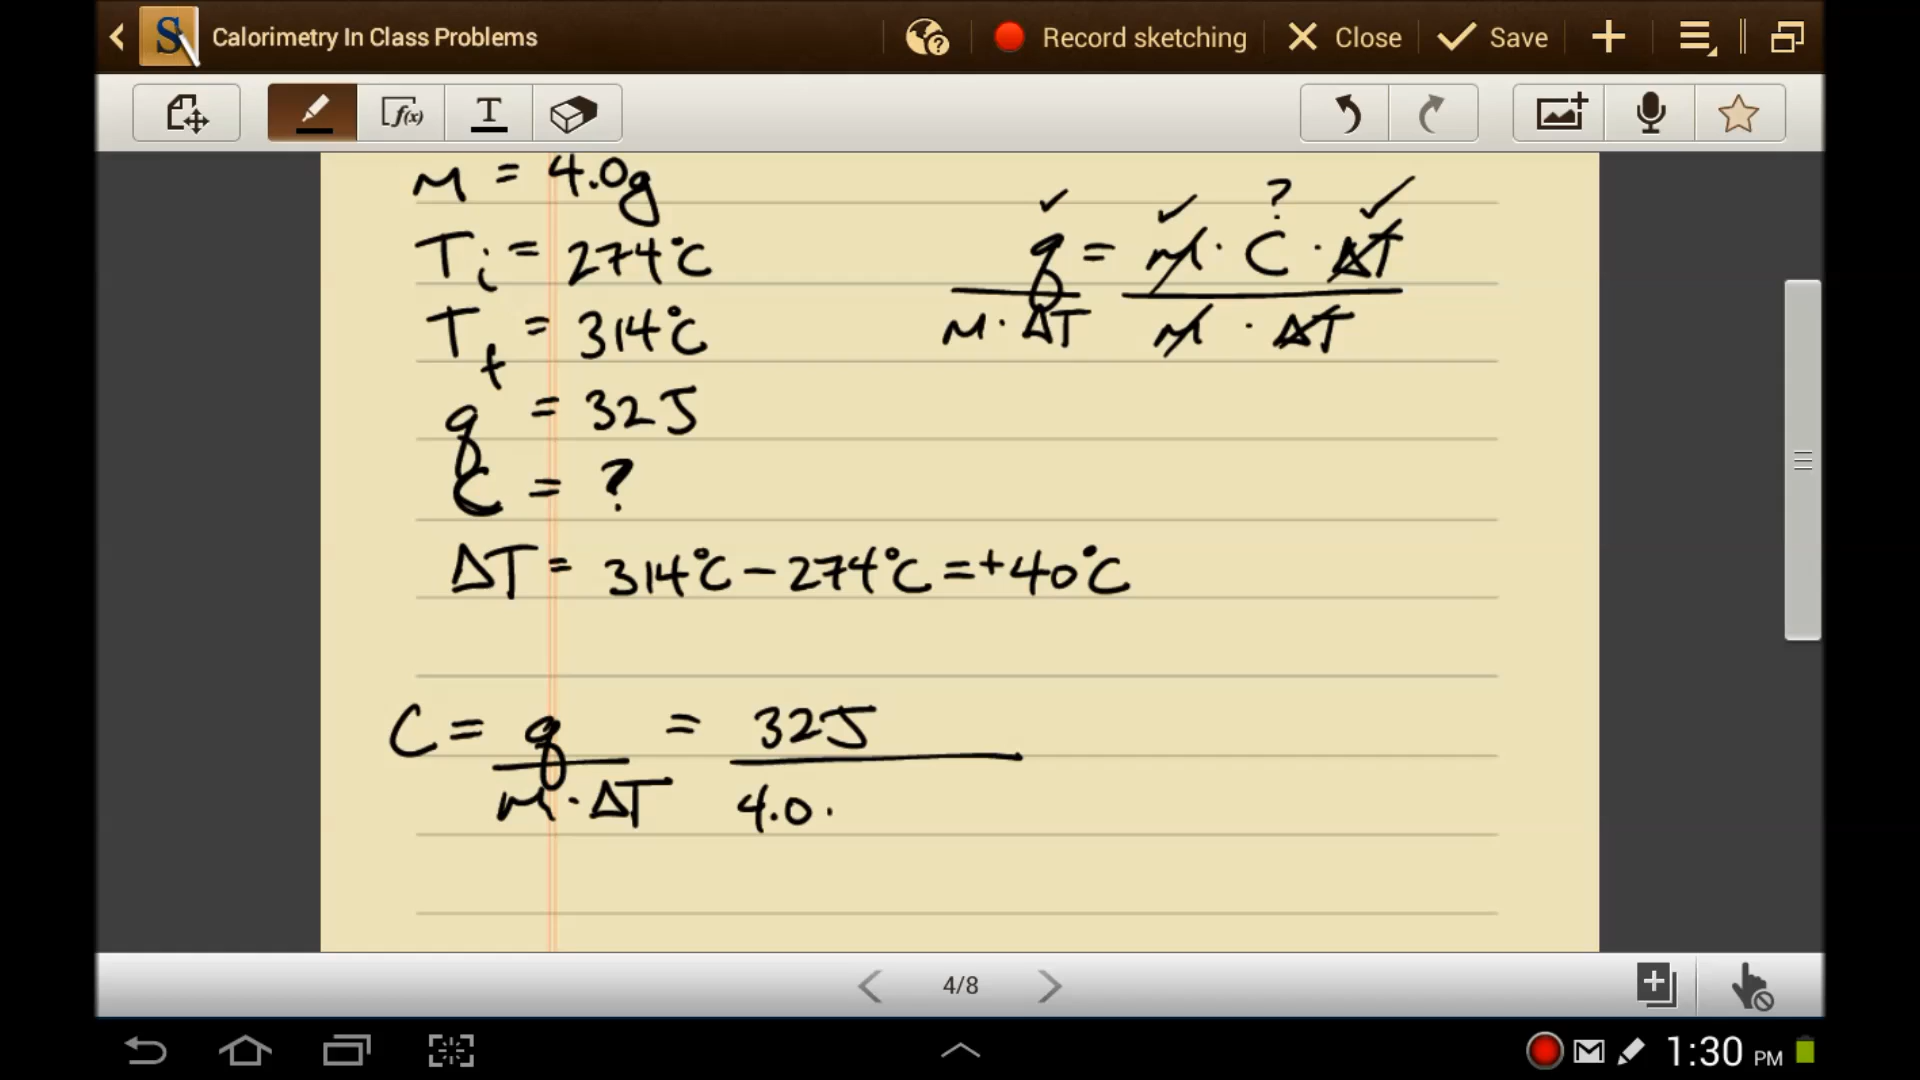 Calorimetry In Class Problems
Record sketching
Close
Save
f(x)
T
m = 4.0g
Ti = 274°C
Tf = 314°C
q = 32J
C = ?
ΔT = 314°C - 274°C = +40°C
✓ ✓ ? ✓
q = m · C · ΔT
m · ΔT m · ΔT
C = q = 32J
m · ΔT 4.0 ·
4/8
1:30 PM